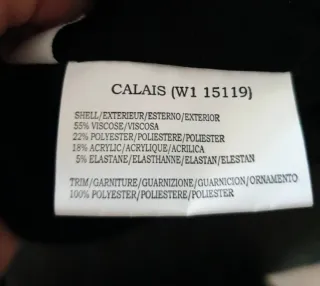 CALAIS (W1 15119)
SHELL/EXTERIEUR/ESTERNO/EXTERIOR
55% VISCOSE/VISCOSA
22% POLYESTER/POLIESTERE/POLIESTER
18% ACRYLIC/ACRYLIQUE/ACRILICA
5% ELASTANE/ELASTHANNE/ELASTAN/ELESTAN
TRIM/GARNITURE/GUARNIZIONE/GUARNICION/ORNAMENTO
100% POLYESTER/POLIESTERE/POLIESTER